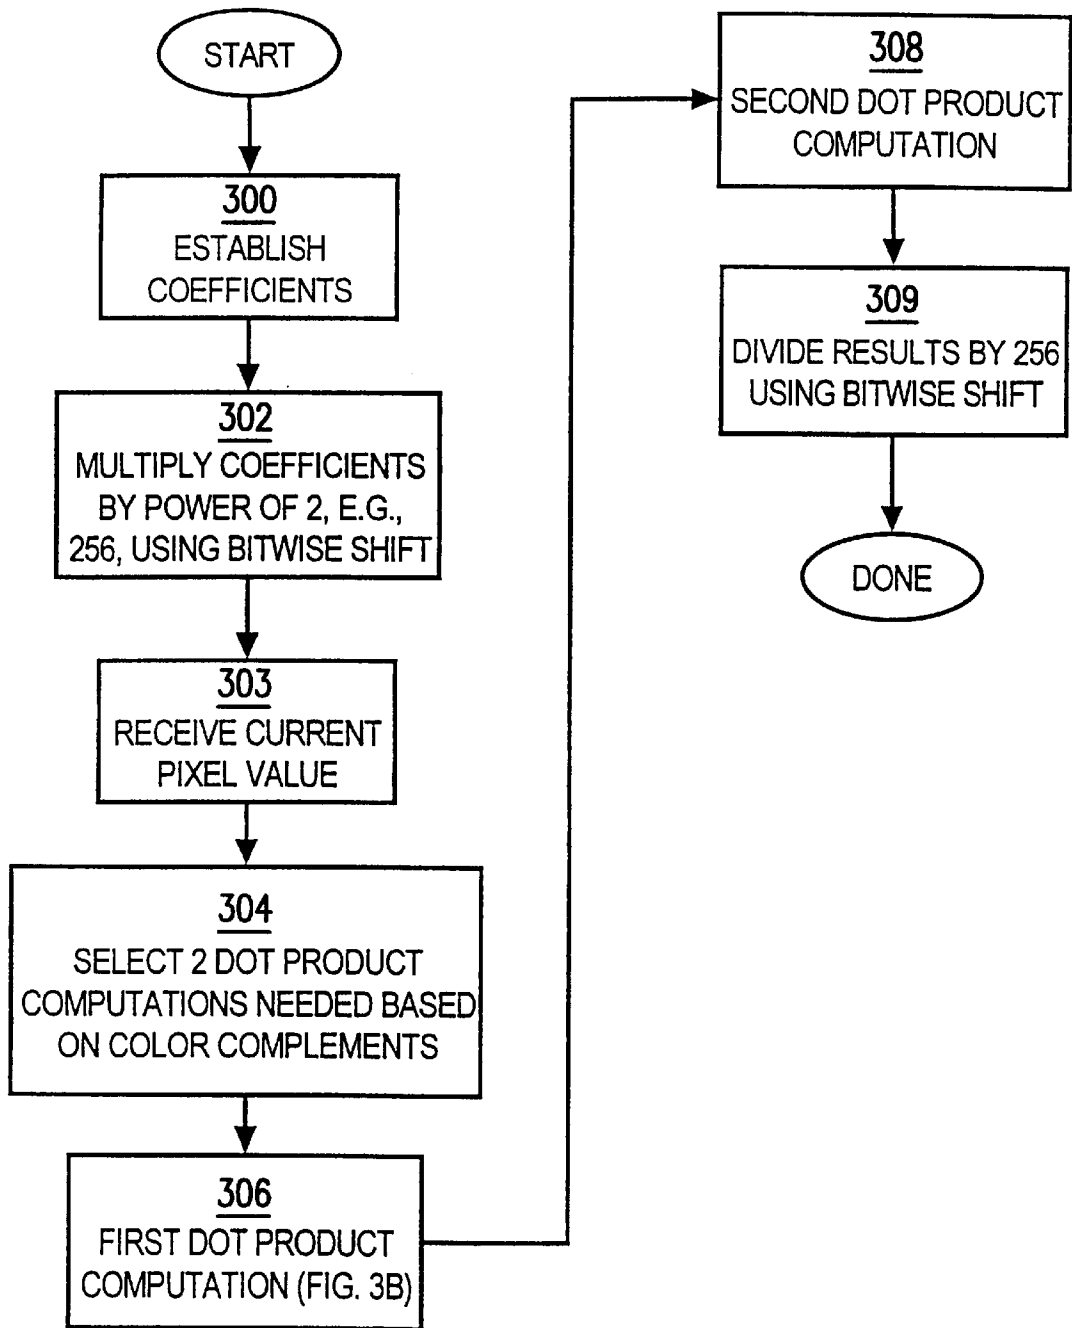 START
300
ESTABLISH
COEFFICIENTS
302
MULTIPLY COEFFICIENTS
BY POWER OF 2, E.G.,
256, USING BITWISE SHIFT
303
RECEIVE CURRENT
PIXEL VALUE
304
SELECT 2 DOT PRODUCT
COMPUTATIONS NEEDED BASED
ON COLOR COMPLEMENTS
306
FIRST DOT PRODUCT
COMPUTATION (FIG. 3B)
308
SECOND DOT PRODUCT
COMPUTATION
309
DIVIDE RESULTS BY 256
USING BITWISE SHIFT
DONE